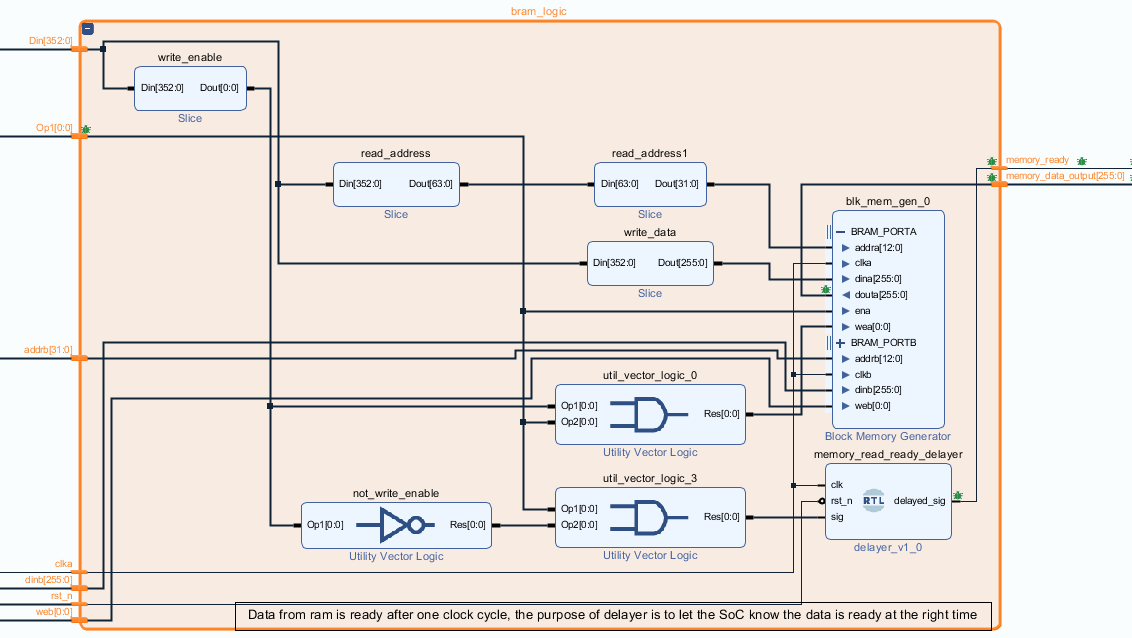 bram_logic
Din[352:0]
write_enable
Din[352:0] Dout[0:0]
Slice
Op1[0:0]
read_address
Din[352:0] Dout[63:0]
Slice
read_address1
Din[63:0] Dout[31:0]
Slice
memory_ready
memory_data_output[255:0]
write_data
Din[352:0] Dout[255:0]
Slice
blk_mem_gen_0
BRAM_PORTA
addra[12:0]
clka
dina[255:0]
douta[255:0]
ena
wea[0:0]
BRAM_PORTB
addrb[12:0]
clkb
dinb[255:0]
web[0:0]
Block Memory Generator
addrb[31:0]
util_vector_logic_0
Op1[0:0]
Op2[0:0]
Res[0:0]
Utility Vector Logic
memory_read_ready_delayer
clk
rst_n
sig
RTL
delayed_sig
delayer_v1_0
not_write_enable
Op1[0:0] Res[0:0]
Utility Vector Logic
util_vector_logic_3
Op1[0:0]
Op2[0:0]
Res[0:0]
Utility Vector Logic
clka
dinb[255:0]
rst_n
web[0:0]
Data from ram is ready after one clock cycle, the purpose of delayer is to let the SoC know the data is ready at the right time